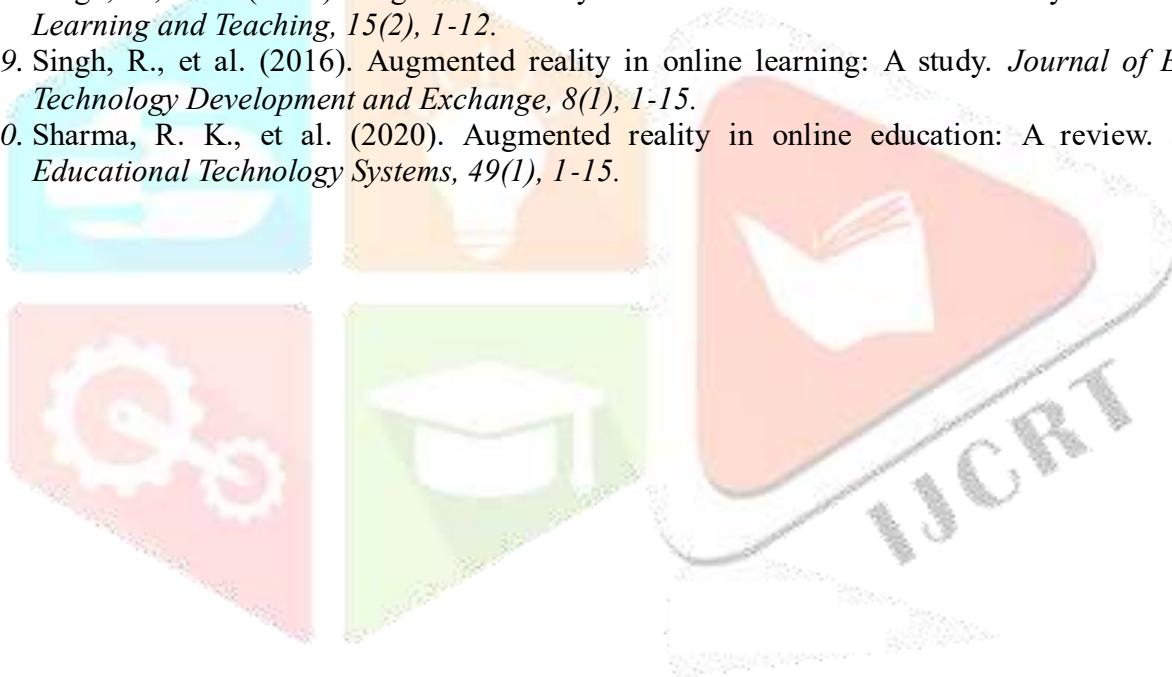 Learning and Teaching, 15(2), 1-12.
9. Singh, R., et al. (2016). Augmented reality in online learning: A study. Journal of E
Technology Development and Exchange, 8(1), 1-15.
0. Sharma, R. K., et al. (2020). Augmented reality in online education: A review.
Educational Technology Systems, 49(1), 1-15.
IJCRT